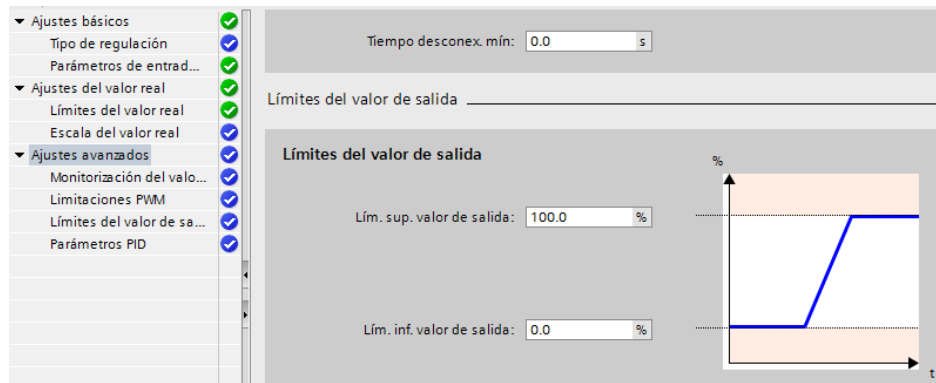 Ajustes básicos
Tipo de regulación
Parámetros de entrad...
Ajustes del valor real
Límites del valor real
Escala del valor real
Ajustes avanzados
Monitorización del valo...
Limitaciones PWM
Límites del valor de sa...
Parámetros PID
Tiempo desconex. mín: 0.0 s
Límites del valor de salida
Límites del valor de salida
%
Lím. sup. valor de salida: 100.0 %
Lím. inf. valor de salida: 0.0 %
t